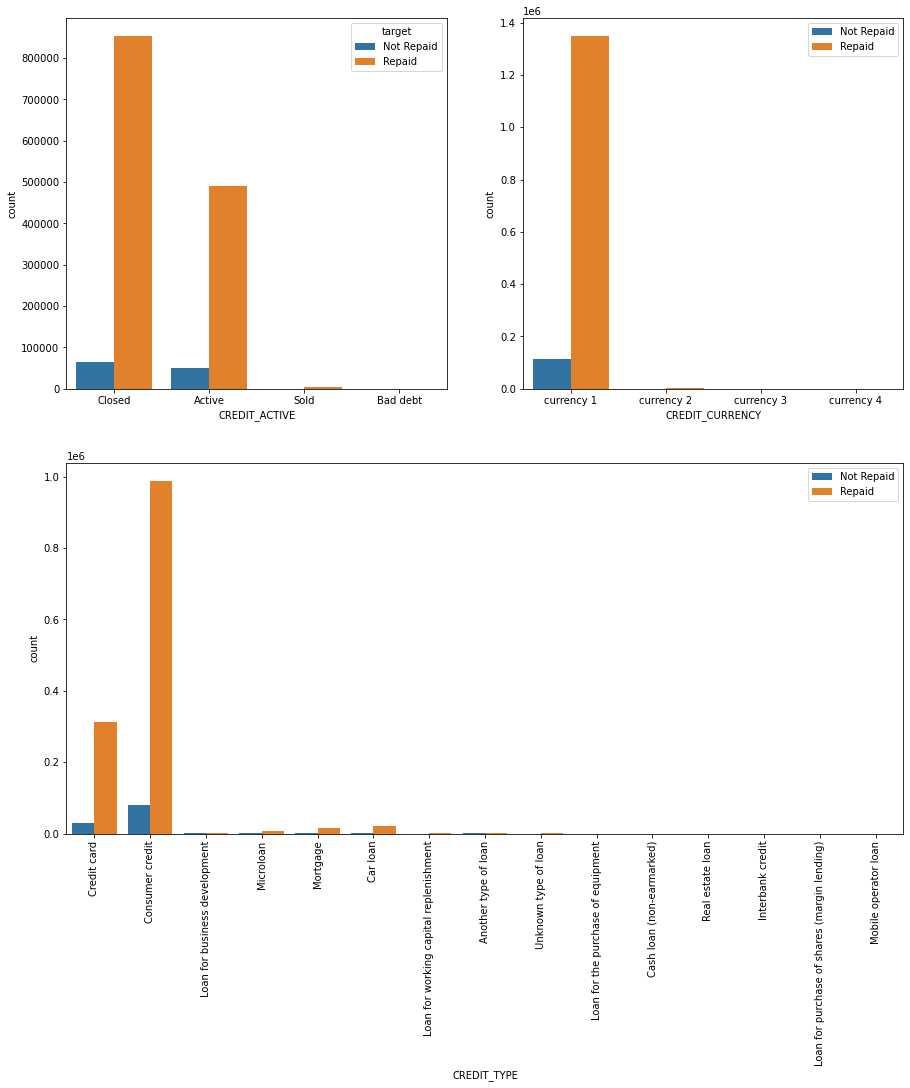 target
Not Repaid
Repaid
800000
700000
600000
500000
400000
300000
200000
100000
0
count
Closed
Active
Sold
Bad debt
CREDIT_ACTIVE
1e6
Not Repaid
Repaid
1.4
1.2
1.0
0.8
0.6
0.4
0.2
0.0
count
currency 1
currency 2
currency 3
currency 4
CREDIT_CURRENCY
1e6
Not Repaid
Repaid
1.0
0.8
0.6
0.4
0.2
0.0
count
Credit card
Consumer credit
Loan for business development
Microloan
Mortgage
Car loan
Loan for working capital replenishment
Another type of loan
Unknown type of loan
Loan for the purchase of equipment
Cash loan (non-earmarked)
Real estate loan
Interbank credit
Loan for purchase of shares (margin lending)
Mobile operator loan
CREDIT_TYPE